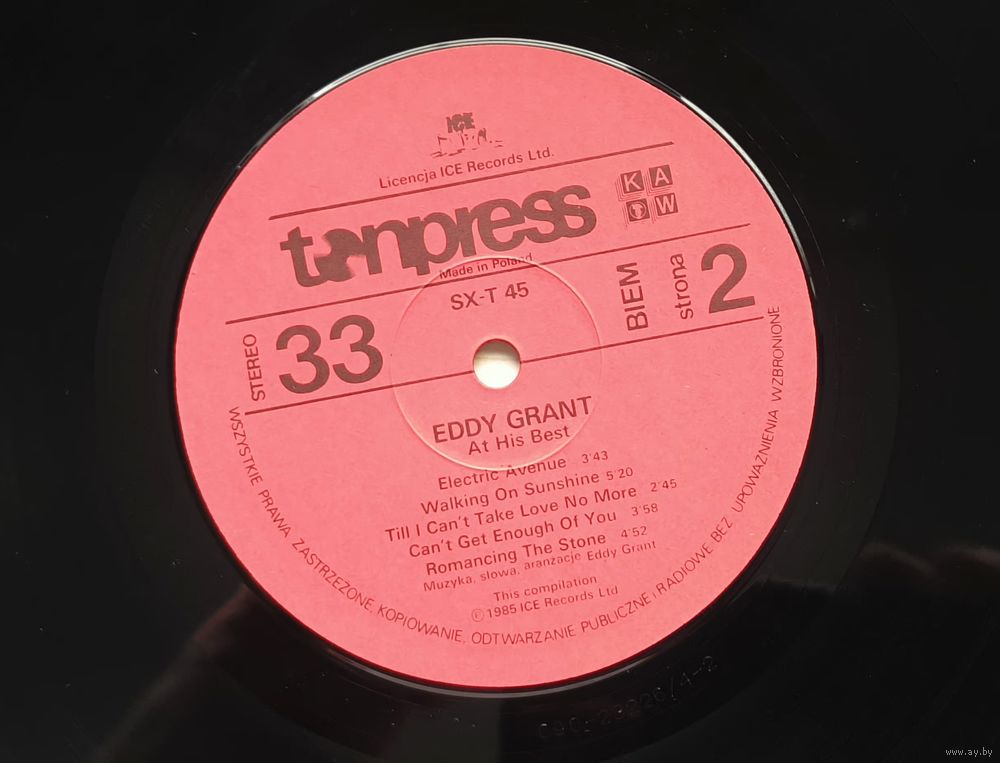 ICE
Licencja ICE Records Ltd.
tonpress
K A
W
Made in Poland
SX-T 45
STEREO
33
BIEM
strona
2
EDDY GRANT
At His Best
Electric Avenue 3'43
Walking On Sunshine 5'20
Till I Can't Take Love No More 2'45
Can't Get Enough Of You 3'58
Romancing The Stone 4'52
Muzyka, słowa, aranżacje Eddy Grant
This compilation
Ⓟ 1985 ICE Records Ltd
WSZYSTKIE PRAWA ZASTRZEŻONE. KOPIOWANIE, ODTWARZANIE PUBLICZNE i RADIOWE BEZ UPOWAŻNIENIA WZBRONIONE
www.ay.by